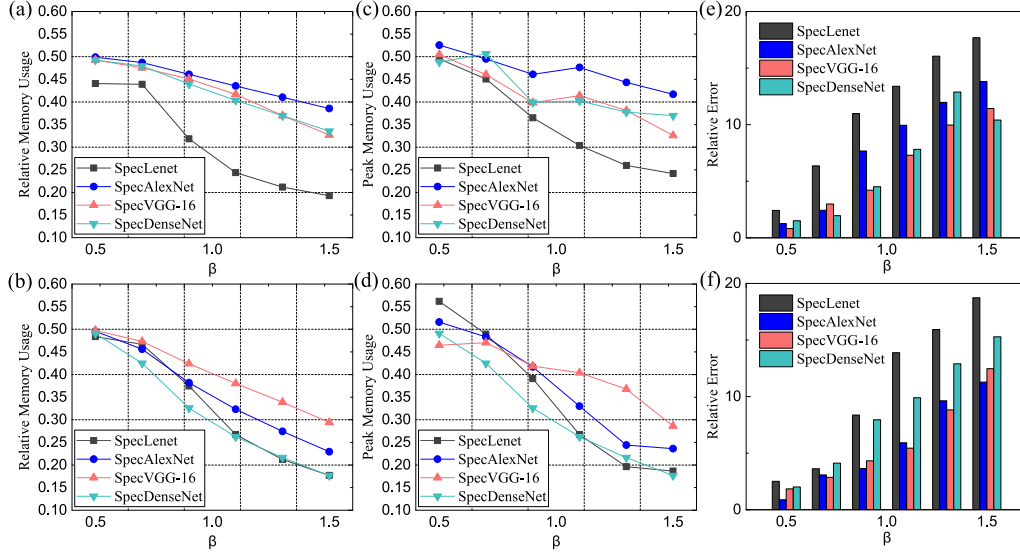 (a)
Relative Memory Usage
0.60
0.55
0.50
0.45
0.40
0.35
0.30
0.25
0.20
0.15
0.10
SpecLenet
SpecAlexNet
SpecVGG-16
SpecDenseNet
0.5
1.0
1.5
β
(c)
Peak Memory Usage
0.60
0.55
0.50
0.45
0.40
0.35
0.30
0.25
0.20
0.15
0.10
SpecLenet
SpecAlexNet
SpecVGG-16
SpecDenseNet
0.5
1.0
1.5
β
(e)
Relative Error
20
10
0
SpecLenet
SpecAlexNet
SpecVGG-16
SpecDenseNet
0.5
1.0
1.5
β
(b)
Relative Memory Usage
0.60
0.55
0.50
0.45
0.40
0.35
0.30
0.25
0.20
0.15
0.10
SpecLenet
SpecAlexNet
SpecVGG-16
SpecDenseNet
0.5
1.0
1.5
β
(d)
Peak Memory Usage
0.60
0.55
0.50
0.45
0.40
0.35
0.30
0.25
0.20
0.15
0.10
SpecLenet
SpecAlexNet
SpecVGG-16
SpecDenseNet
0.5
1.0
1.5
β
(f)
Relative Error
20
10
0
SpecLenet
SpecAlexNet
SpecVGG-16
SpecDenseNet
0.5
1.0
1.5
β